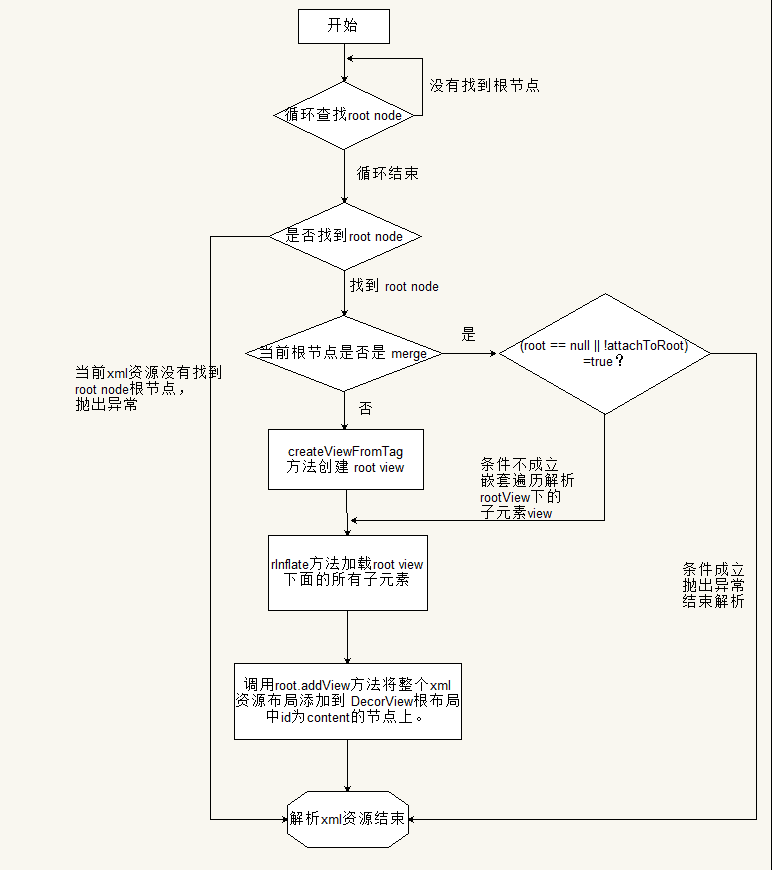 开始
没有找到根节点
循环查找root node
循环结束
是否找到root node
找到 root node
当前根节点是否是 merge
是
(root == null || !attachToRoot)
=true？
当前xml资源没有找到
root node根节点，
抛出异常
否
createViewFromTag
方法创建 root view
条件不成立
嵌套遍历解析
rootView下的
子元素view
rInflate方法加载root view
下面的所有子元素
条件成立
抛出异常
结束解析
调用root.addView方法将整个xml
资源布局添加到 DecorView根布局
中id为content的节点上。
解析xml资源结束